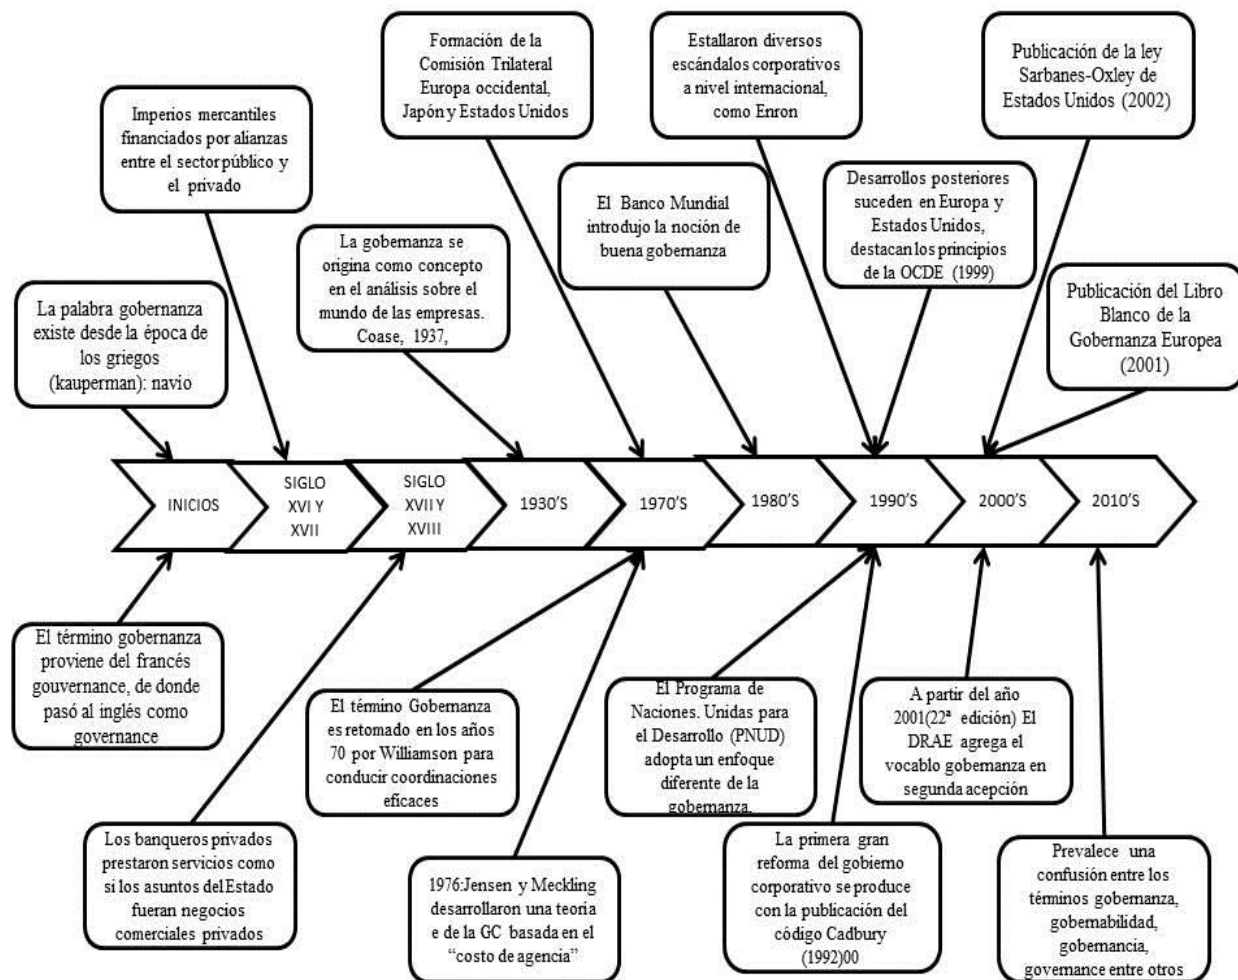 Formación de la
Comisión Trilateral
Europa occidental,
Japón y Estados Unidos
Estallaron diversos
escándalos corporativos
a nivel internacional,
como Enron
Publicación de la ley
Sarbanes-Oxley de
Estados Unidos (2002)
Imperios mercantiles
financiados por alianzas
entre el sector público y
el privado
El Banco Mundial
introdujo la noción de
buena gobernanza
Desarrollos posteriores
suceden en Europa y
Estados Unidos,
destacan los principios
de la OCDE (1999)
La gobernanza se
origina como concepto
en el análisis sobre el
mundo de las empresas.
Coase, 1937,
La palabra gobernanza
existe desde la época de
los griegos
(kauperman): navio
Publicación del Libro
Blanco de la
Gobernanza Europea
(2001)
INICIOS
SIGLO
XVI Y
XVII
SIGLO
XVII Y
XVIII
1930'S
1970'S
1980'S
1990'S
2000'S
2010'S
El término gobernanza
proviene del francés
gouvernance, de donde
pasó al inglés como
governance
El término Gobernanza
es retomado en los años
70 por Williamson para
conducir coordinaciones
eficaces
El Programa de
Naciones. Unidas para
el Desarrollo (PNUD)
adopta un enfoque
diferente de la
gobernanza.
A partir del año
2001(22ª edición) El
DRAE agrega el
vocablo gobernanza en
segunda acepción
Los banqueros privados
prestaron servicios como
si los asuntos del Estado
fueran negocios
comerciales privados
1976:Jensen y Meckling
desarrollaron una teoría
e de la GC basada en el
“costo de agencia”
La primera gran
reforma del gobierno
corporativo se produce
con la publicación del
código Cadbury
(1992)00
Prevalece una
confusión entre los
términos gobernanza,
gobernabilidad,
gobernancia,
governance entre otros